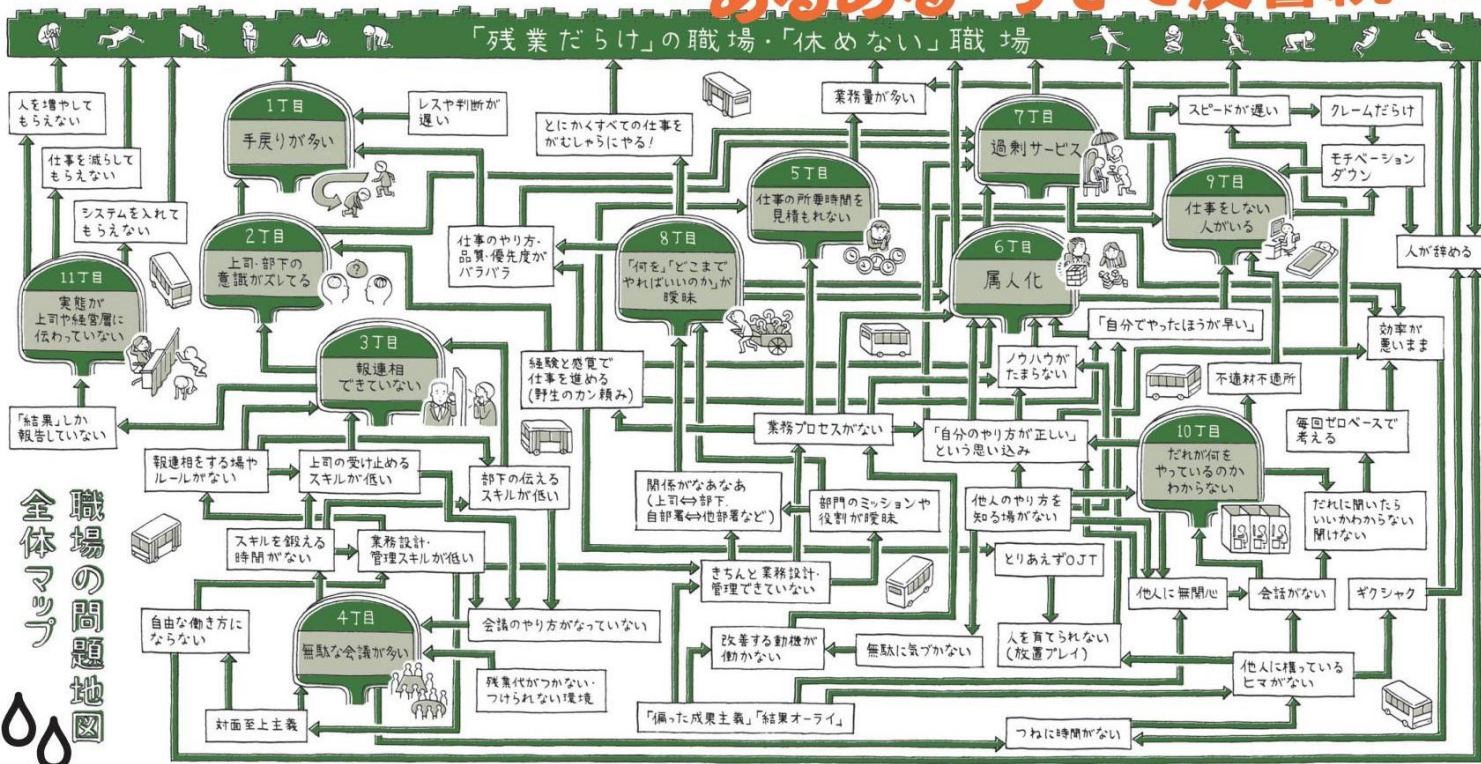 「残業だらけ」の職場・「休めない」職場
人を増やして
もらえない
仕事を減らして
もらえない
システムを入れて
もらえない
1丁目
手戻りが多い
レスや判断が
遅い
とにかくすべての仕事を
がむしゃらにやる!
業務量が多い
7丁目
過剰サービス
スピードが遅い
クレームだらけ
モチベーション
ダウン
人が辞める
2丁目
上司・部下の
意識がズレてる
仕事のやり方・
品質・優先度が
バラバラ
8丁目
「何を」「どこまで
やればいいのか」が
曖昧
5丁目
仕事の所要時間を
見積もれない
6丁目
属人化
9丁目
仕事をしない
人がいる
11丁目
実態が
上司や経営層に
伝わっていない
3丁目
報連相
できていない
経験と感覚で
仕事を進める
(野生のカン頼み)
「自分でやったほうが早い」
ノウハウが
たまらない
効率が
悪いまま
不適材不適所
「結果」しか
報告していない
報連相をする場や
ルールがない
上司の受け止める
スキルが低い
部下の伝える
スキルが低い
業務プロセスがない
「自分のやり方が正しい」
という思い込み
10丁目
だれが何を
やっているのか
わからない
毎回ゼロベースで
考える
関係がなあなあ
(上司⇔部下、
自部署⇔他部署など)
部門のミッションや
役割が曖昧
他人のやり方を
知る場がない
だれに聞いたら
いいかわからない
聞けない
スキルを鍛える
時間がない
業務設計・
管理スキルが低い
きちんと業務設計・
管理できていない
とりあえずOJT
他人に無関心
会話がない
ギクシャク
自由な働き方に
ならない
4丁目
無駄な会議が多い
会議のやり方がなっていない
改善する動機が
働かない
無駄に気づかない
人を育てられない
(放置プレイ)
他人に構っている
ヒマがない
残業代がつかない・
つけられない環境
対面至上主義
「偏った成果主義」「結果オーライ」
つねに時間がない
職場の問題地図
全体マップ